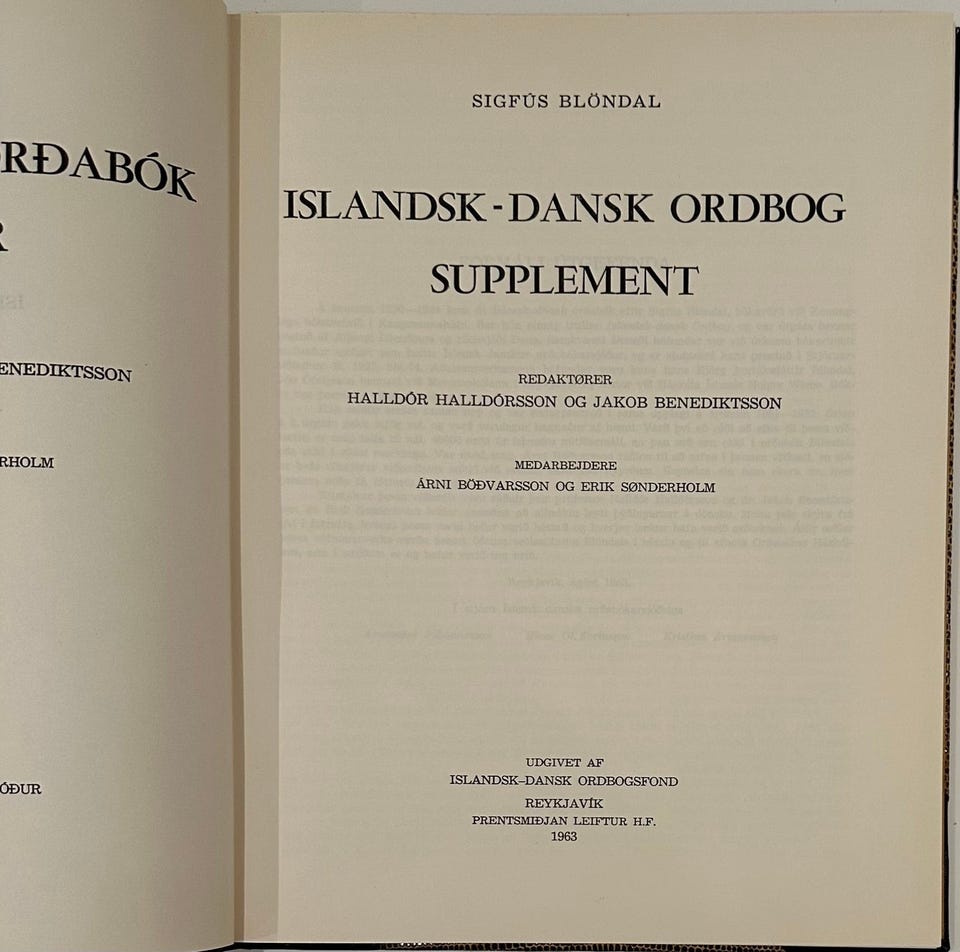 RÐABÓK
R
ENEDIKTSSON
RHOLM
ÓÐUR
SIGFÚS BLÖNDAL
ISLANDSK-DANSK ORDBOG
SUPPLEMENT
REDAKTØRER
HALLDÓR HALLDÓRSSON OG JAKOB BENEDIKTSSON
MEDARBEJDERE
ÁRNI BÖÐVARSSON OG ERIK SØNDERHOLM
UDGIVET AF
ISLANDSK–DANSK ORDBOGSFOND
REYKJAVÍK
PRENTSMIÐJAN LEIFTUR H.F.
1963